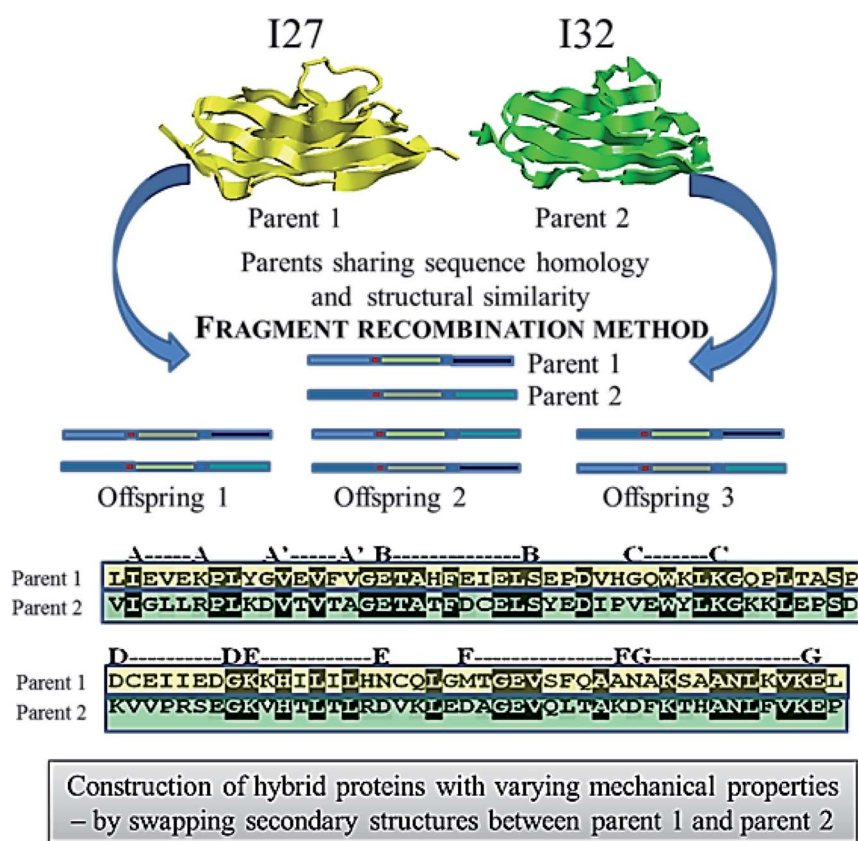 I27 I32
Parent 1 Parent 2
Parents sharing sequence homology
and structural similarity
FRAGMENT RECOMBINATION METHOD
Parent 1
Parent 2
Offspring 1 Offspring 2 Offspring 3
A-----A A'-----A' B------------B C-------C'
Parent 1 LIEVEKPLYGVEVFVGETAHFEIELSEPDVHGQWKLKGQPLTASP
Parent 2 VIGLLRPLKDVTVTAGETATFDCELSYEDIPVEWYLKGKKLEPSD
D----------DE----------E F-------------FG--------------G
Parent 1 DCEIIEDGKKHILILHNCQLGMTGEVSFQAANAKSAANLKVKEL
Parent 2 KVVPRSEGKVHTLTLRDVKLEDAGEVQLTAKDFKTHANLFVKEP
Construction of hybrid proteins with varying mechanical properties
– by swapping secondary structures between parent 1 and parent 2